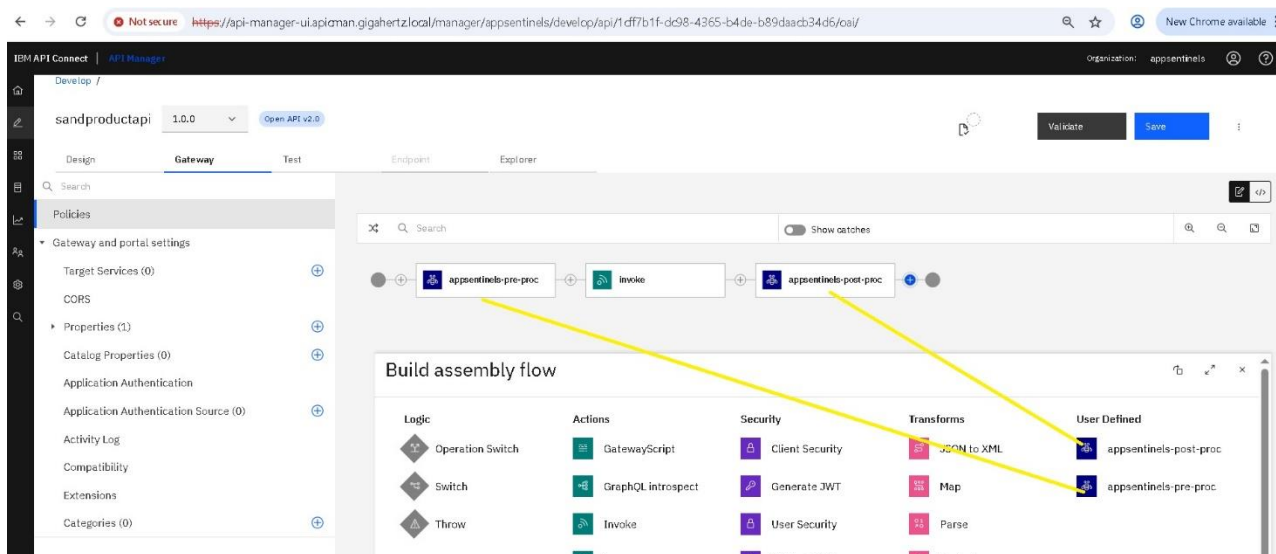 Not secure https://api-manager-ui.apicman.gigahertz.local/manager/appsentinels/develop/api/1cff7b1f-dc98-4365-b4de-b89daacb34d6/oai/ New Chrome available
IBM API Connect | API Manager Organization: appsentinels
Develop /
sandproductapi 1.0.0 Open API v2.0 Validate Save
Design Gateway Test Endpoint Explorer
Search
Policies
Search Show catches
Gateway and portal settings
Target Services (0)
appsentinels-pre-proc invoke appsentinels-post-proc
CORS
Properties (1)
Catalog Properties (0)
Application Authentication
Application Authentication Source (0)
Activity Log
Compatibility
Extensions
Categories (0)
Build assembly flow
Logic Actions Security Transforms User Defined
Operation Switch GatewayScript Client Security JSON to XML appsentinels-post-proc
Switch GraphQL introspect Generate JWT Map appsentinels-pre-proc
Throw Invoke User Security Parse